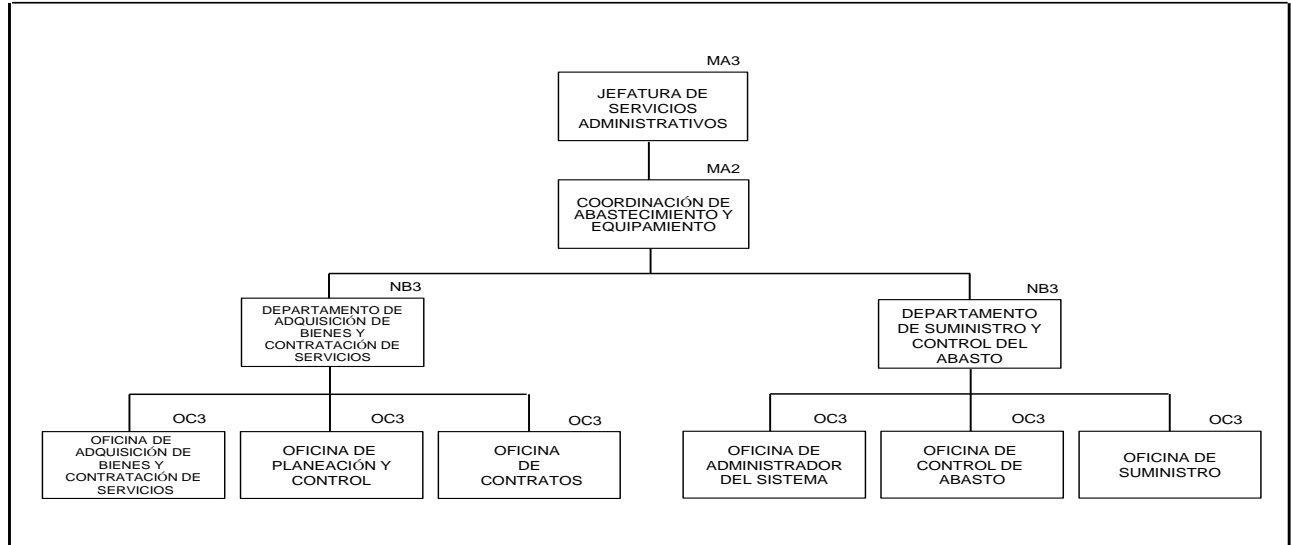 MA3
JEFATURA DE
SERVICIOS
ADMINISTRATIVOS
MA2
COORDINACIÓN DE
ABASTECIMIENTO Y
EQUIPAMIENTO
NB3
DEPARTAMENTO DE
ADQUISICIÓN DE
BIENES Y
CONTRATACIÓN DE
SERVICIOS
NB3
DEPARTAMENTO
DE SUMINISTRO Y
CONTROL DEL
ABASTO
OC3
OFICINA DE
ADQUISICIÓN DE
BIENES Y
CONTRATACIÓN DE
SERVICIOS
OC3
OFICINA DE
PLANEACIÓN Y
CONTROL
OC3
OFICINA
DE
CONTRATOS
OC3
OFICINA DE
ADMINISTRADOR
DEL SISTEMA
OC3
OFICINA DE
CONTROL DE
ABASTO
OC3
OFICINA DE
SUMINISTRO